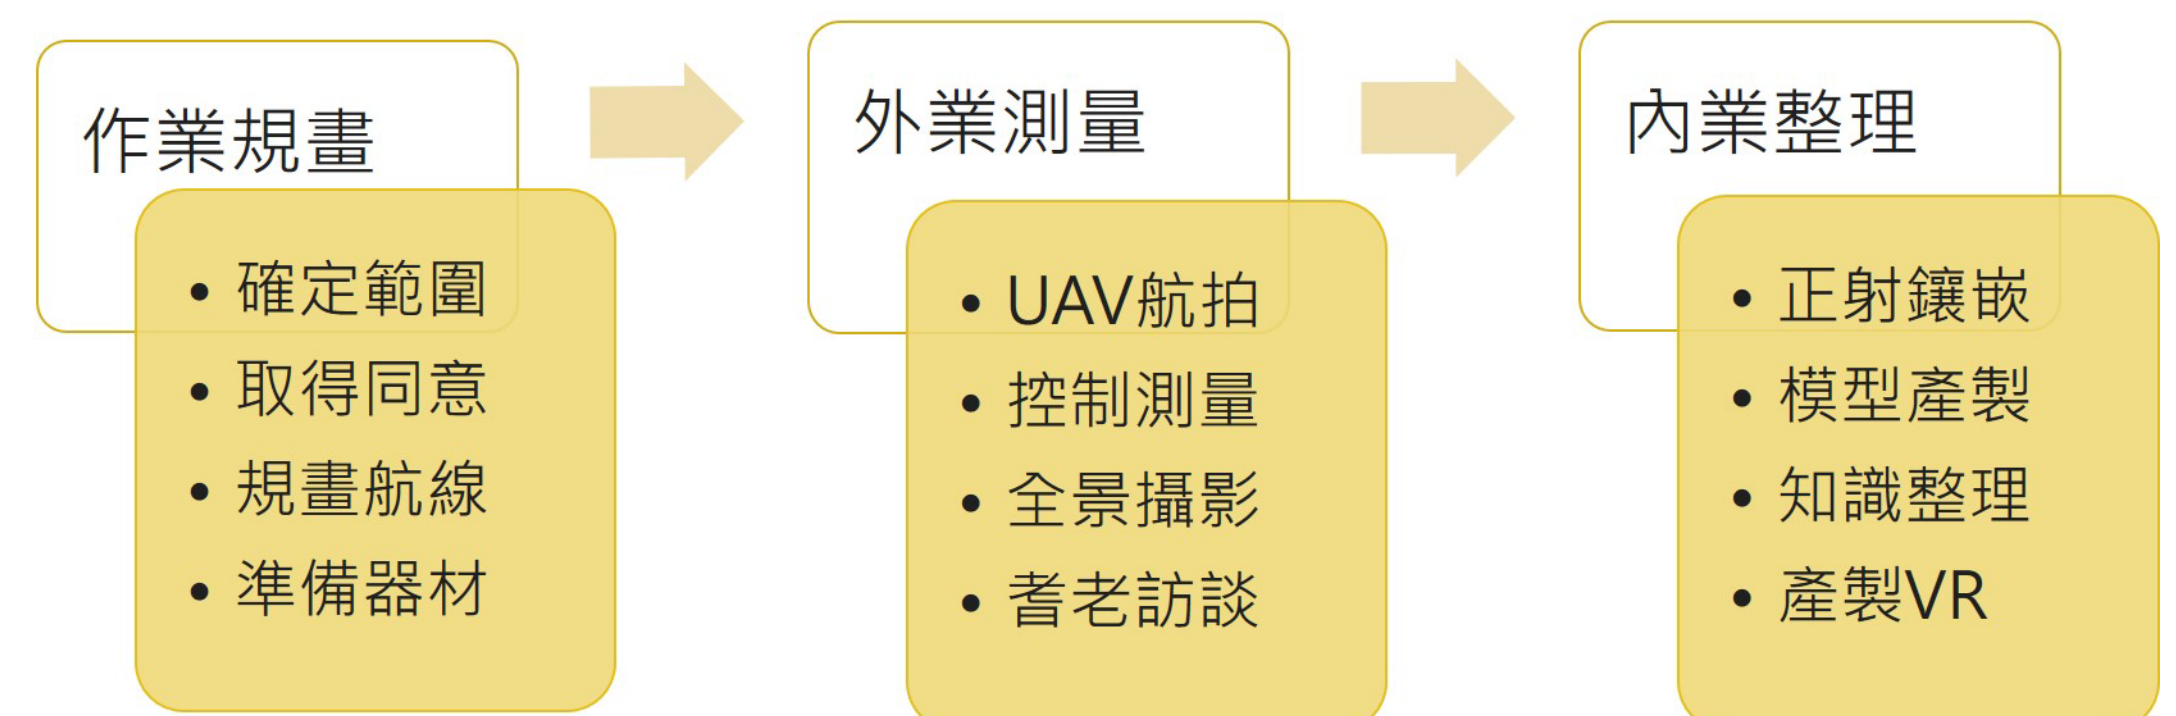 作業規畫
• 確定範圍
• 取得同意
• 規畫航線
• 準備器材
外業測量
• UAV航拍
• 控制測量
• 全景攝影
• 耆老訪談
內業整理
• 正射鑲嵌
• 模型產製
• 知識整理
• 產製VR